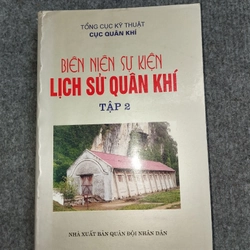 TỔNG CỤC KỸ THUẬT
CỤC QUÂN KHÍ
BIÊN NIÊN SỰ KIỆN
LỊCH SỬ QUÂN KHÍ
TẬP 2
NHÀ XUẤT BẢN QUÂN ĐỘI NHÂN DÂN